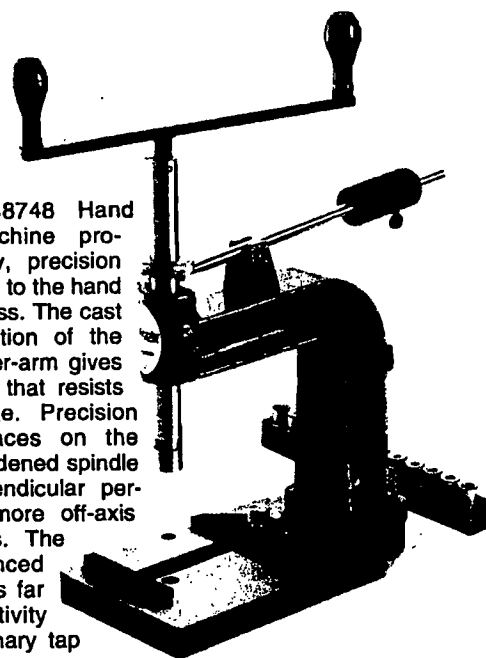 8748 Hand
chine pro-
, precision
to the hand
ss. The cast
tion of the
er-arm gives
that resists
e. Precision
aces on the
dened spindle
endicular per-
more off-axis
s. The
nced
s far
tivity
nary tap